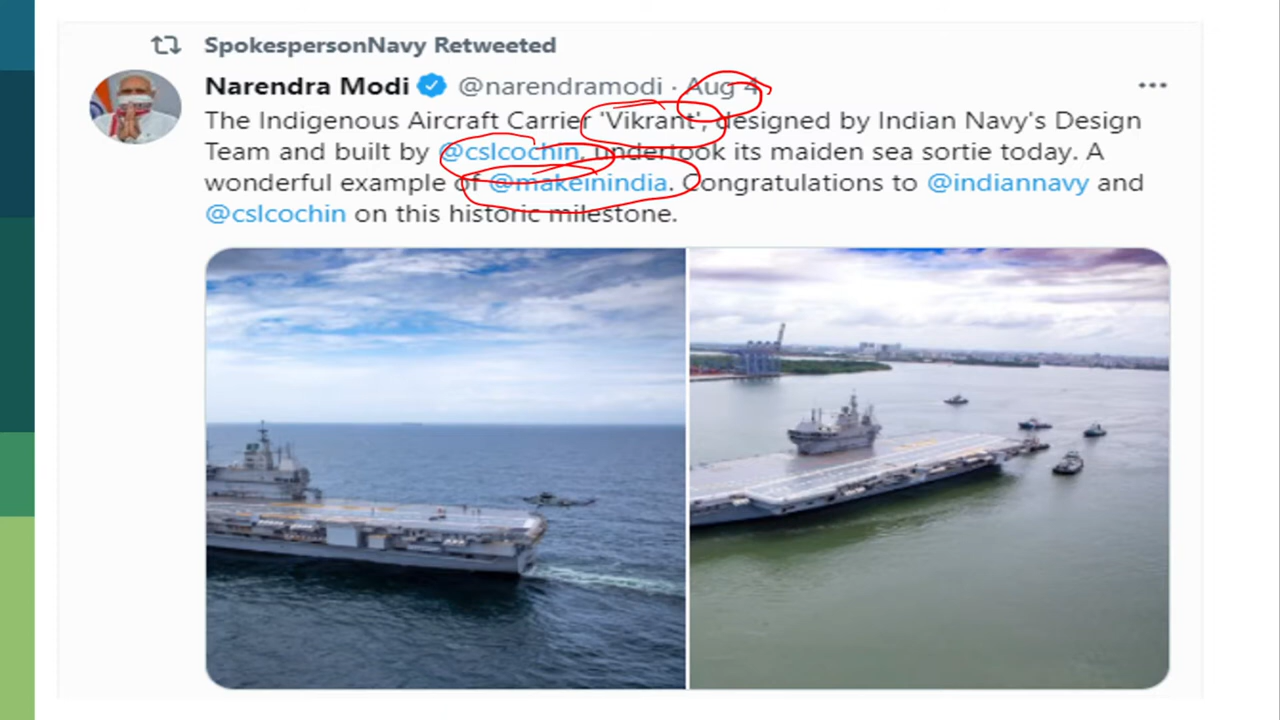 SpokespersonNavy Retweeted
Narendra Modi @narendramodi · Aug 4
The Indigenous Aircraft Carrier 'Vikrant', designed by Indian Navy's Design
Team and built by @cslcochin, undertook its maiden sea sortie today. A
wonderful example of @makeinindia. Congratulations to @indiannavy and
@cslcochin on this historic milestone.